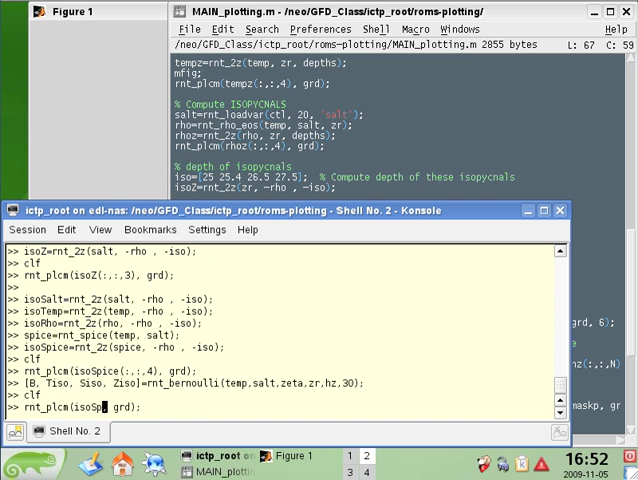 Figure 1
MAIN_plotting.m - /neo/GFD_Class/ictp_root/roms-plotting/
File Edit Search Preferences Shell Macro Windows Help
/neo/GFD_Class/ictp_root/roms-plotting/MAIN_plotting.m 2855 bytes L: 67 C: 59
tempz=rnt_2z(temp, zr, depths);
mfig;
rnt_plcm(tempz(:,:,4), grd);
% Compute ISOPYCNALS
salt=rnt_loadvar(ctl, 20, 'salt');
rho=rnt_rho_eos(temp, salt, zr);
rhoz=rnt_2z(rho, zr, depths);
rnt_plcm(rhoz(:,:,4), grd);
% depth of isopycnals
iso=[25 25.4 26.5 27.5]; % Compute depth of these isopycnals
isoZ=rnt_2z(zr, -rho , -iso);
ictp_root on edl-nas: /neo/GFD_Class/ictp_root/roms-plotting - Shell No. 2 - Konsole
Session Edit View Bookmarks Settings Help
>> isoZ=rnt_2z(salt, -rho , -iso);
>> clf
>> rnt_plcm(isoZ(:,:,3), grd);
>>
>> isoSalt=rnt_2z(salt, -rho , -iso);
>> isoTemp=rnt_2z(temp, -rho , -iso);
>> isoRho=rnt_2z(rho, -rho , -iso);
>> spice=rnt_spice(temp, salt);
>> isoSpice=rnt_2z(spice, -rho , -iso);
>> clf
>> rnt_plcm(isoSpice(:,:,4), grd);
>> [B, Tiso, Siso, Ziso]=rnt_bernoulli(temp,salt,zeta,zr,hz,30);
>> clf
>> rnt_plcm(isoSp, grd);
grd, 6);
e
hz(:,:,N)
maskp, gr
Shell No. 2
ictp_root on
Figure 1
MAIN_plottin
1 2
3 4
16:52
2009-11-05